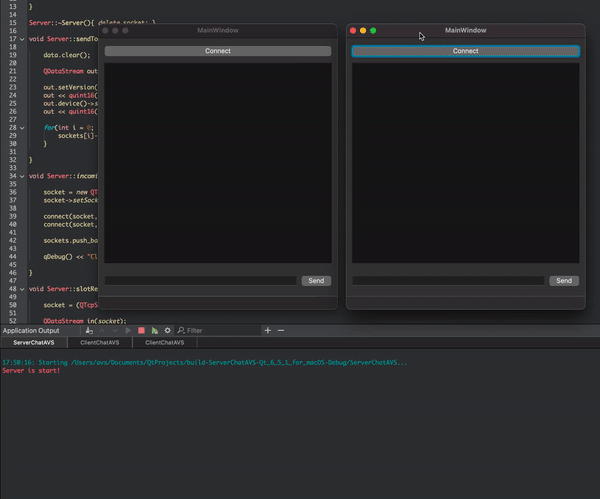 13 }
14
15 Server::~Server(){ delete socket; }
16
17 void Server::sendTo
18
19 data.clear();
20
21 QDataStream out
22
23 out.setVersion(
24 out << quint16(
25 out.device()->s
26 out << quint16(
27
28 for(int i = 0;
29 sockets[i]-
30 }
31
32 }
33
34 void Server::incomi
35
36 socket = new QT
37 socket->setSock
38
39 connect(socket,
40 connect(socket,
41
42 sockets.push_ba
43
44 qDebug() << "Cl
45
46 }
47
48 void Server::slotRe
49
50 socket = (QTcpS
51
52 QDataStream in(socket);
MainWindow
Connect
Send
MainWindow
Connect
Send
Application Output
Filter
ServerChatAVS ClientChatAVS ClientChatAVS
17:50:16: Starting /Users/avs/Documents/QtProjects/build-ServerChatAVS-Qt_6_5_1_for_macOS-Debug/ServerChatAVS...
Server is start!